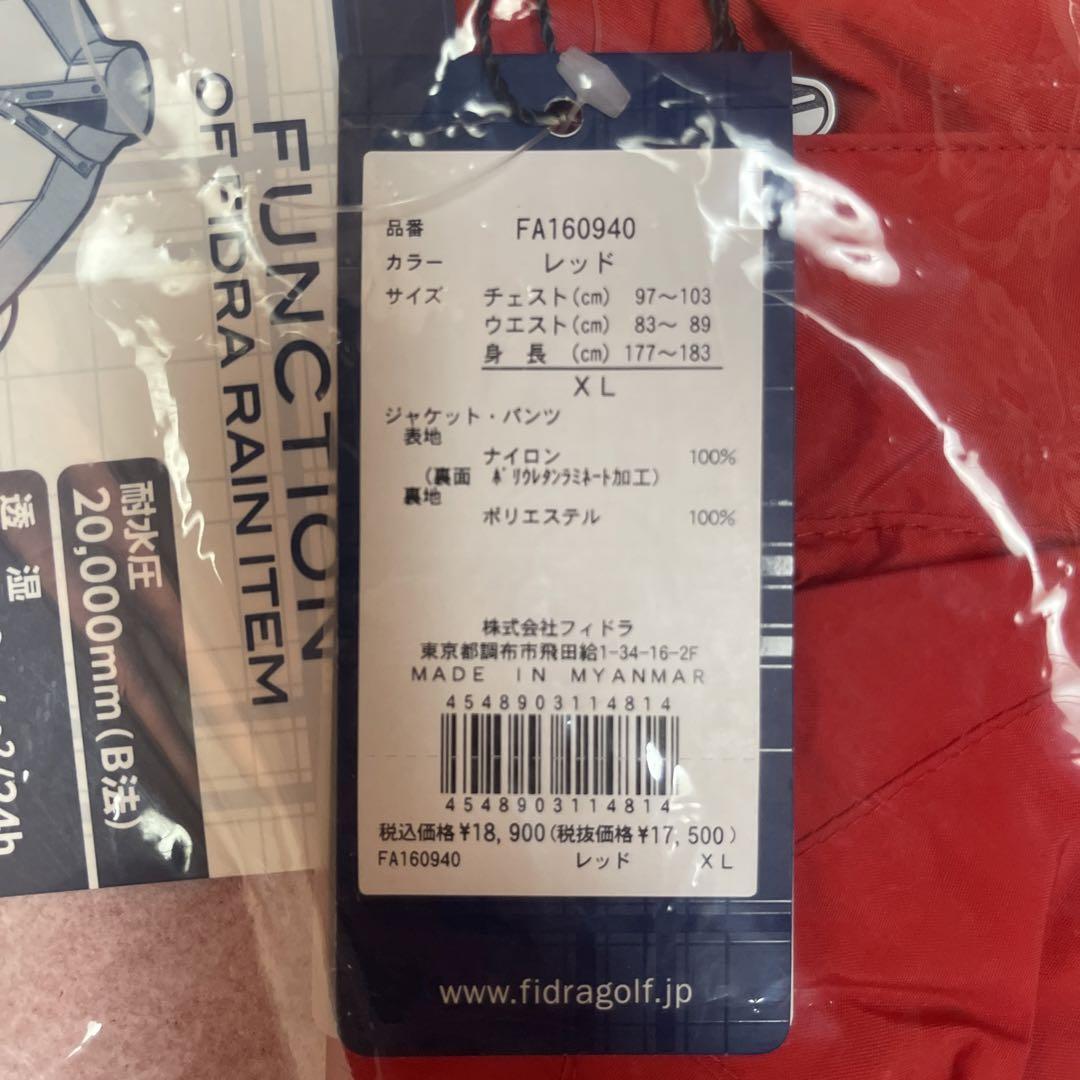 FUNCTION
OF FIDRA RAIN ITEM
耐水圧
20,000mm(B法)
透湿
/24h
品番 FA160940
カラー レッド
サイズ チェスト(cm) 97～103
ウエスト(cm) 83～ 89
身 長 (cm) 177～183
XL
ジャケット・パンツ
表地
ナイロン 100%
(裏面 ﾎﾟﾘｳﾚﾀﾝﾗﾐﾈｰﾄ加工)
裏地
ポリエステル 100%
株式会社フィドラ
東京都調布市飛田給1-34-16-2F
MADE IN MYANMAR
4548903114814
4548903114814
税込価格¥18,900(税抜価格¥17,500)
FA160940 レッド XL
www.fidragolf.jp